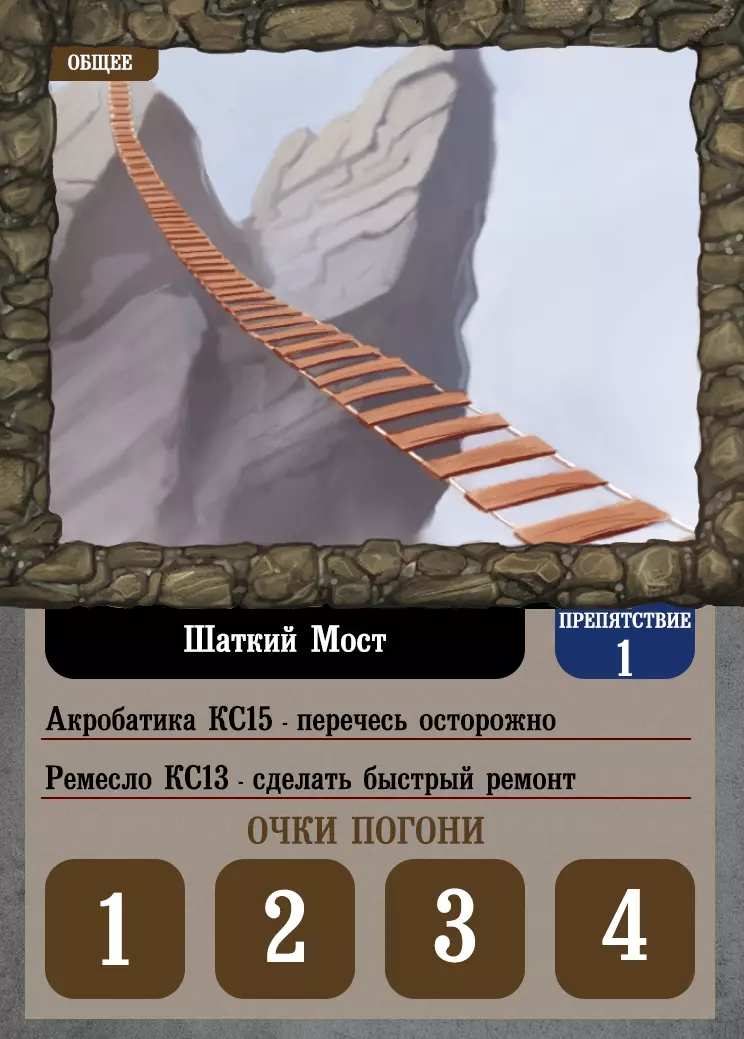 ОБЩЕЕ
Шаткий Мост
ПРЕПЯТСТВИЕ
1
Акробатика КС15 - перечесь осторожно
Ремесло КС13 - сделать быстрый ремонт
ОЧКИ ПОГОНИ
1 2 3 4